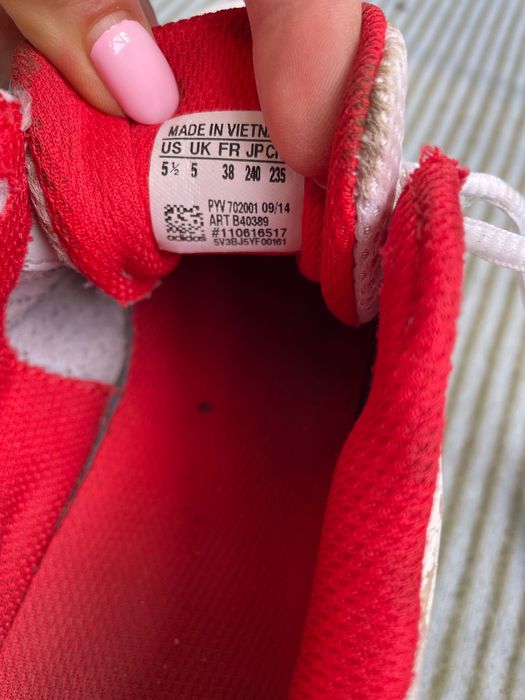 MADE IN VIETNA
US UK FR JP C
5½ 5 38 240 235
PYV 702001 09/14
ART B40389
#110616517
adidas 5V3BJ5YF00161